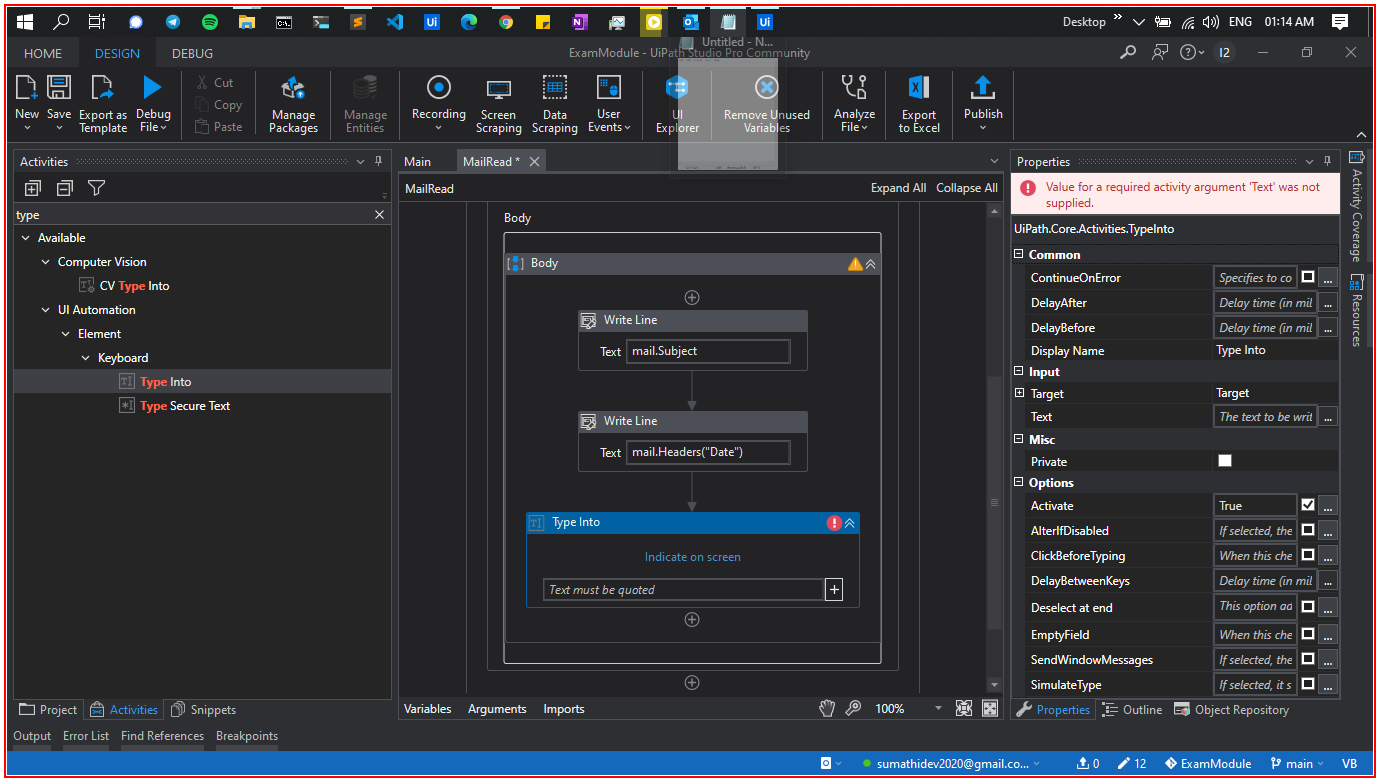 Desktop » ENG 01:14 AM
Untitled - N...
HOME DESIGN DEBUG ExamModule - UiPath Studio Pro Community I2
New Save Export as Template Debug File Cut Copy Paste Manage Packages Manage Entities Recording Screen Scraping Data Scraping User Events UI Explorer Remove Unused Variables Analyze File Export to Excel Publish
Activities
type
Available
Computer Vision
CV Type Into
UI Automation
Element
Keyboard
Type Into
Type Secure Text
Project Activities Snippets
Main MailRead *
MailRead Expand All Collapse All
Body
Body
Write Line
Text mail.Subject
Write Line
Text mail.Headers("Date")
Type Into
Indicate on screen
Text must be quoted
Variables Arguments Imports 100%
Properties
Value for a required activity argument 'Text' was not
supplied.
UiPath.Core.Activities.TypeInto
Common
ContinueOnError Specifies to co ...
DelayAfter Delay time (in mil ...
DelayBefore Delay time (in mil ...
Display Name Type Into
Input
Target Target
Text The text to be writ ...
Misc
Private
Options
Activate True ...
AlterIfDisabled If selected, the ...
ClickBeforeTyping When this che ...
DelayBetweenKeys Delay time (in mil ...
Deselect at end This option ad ...
EmptyField When this che ...
SendWindowMessages If selected, the ...
SimulateType If selected, it s ...
Properties Outline Object Repository
Activity Coverage
Resources
Output Error List Find References Breakpoints
sumathidev2020@gmail.co... 0 12 ExamModule main VB